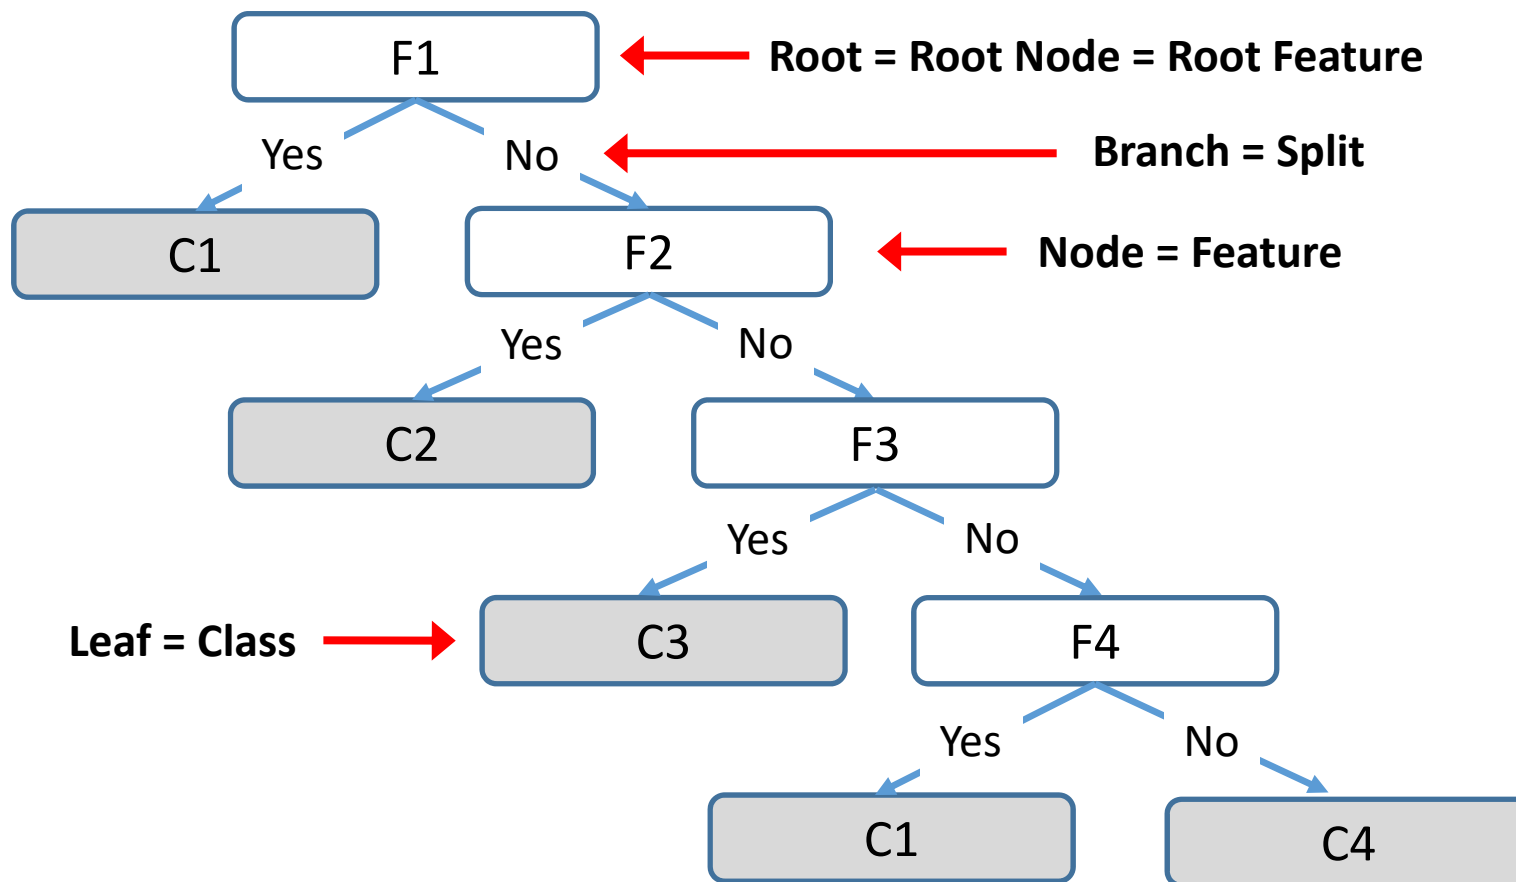 F1
Root = Root Node = Root Feature
Yes
No
Branch = Split
C1
F2
Node = Feature
Yes
No
C2
F3
Yes
No
Leaf = Class
C3
F4
Yes
No
C1
C4